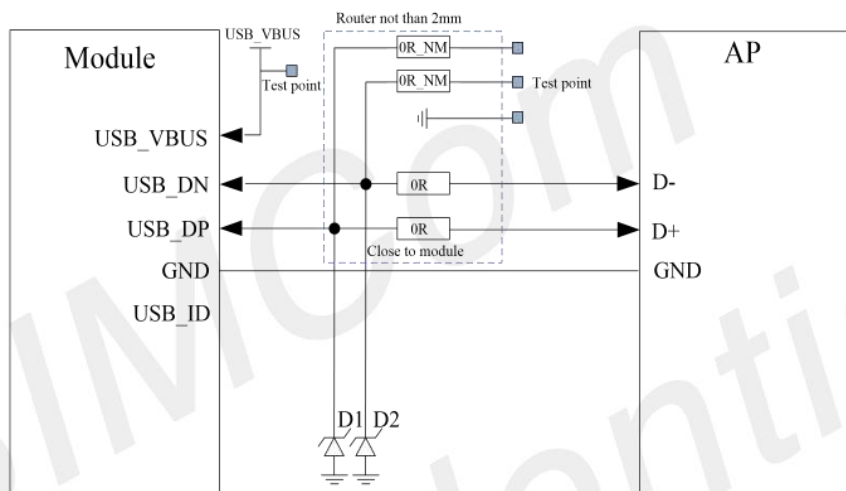 Router not than 2mm
USB_VBUS
Module
AP
0R_NM
Test point
0R_NM
Test point
USB_VBUS
USB_DN
0R
D-
USB_DP
0R
D+
Close to module
GND
GND
USB_ID
D1
D2